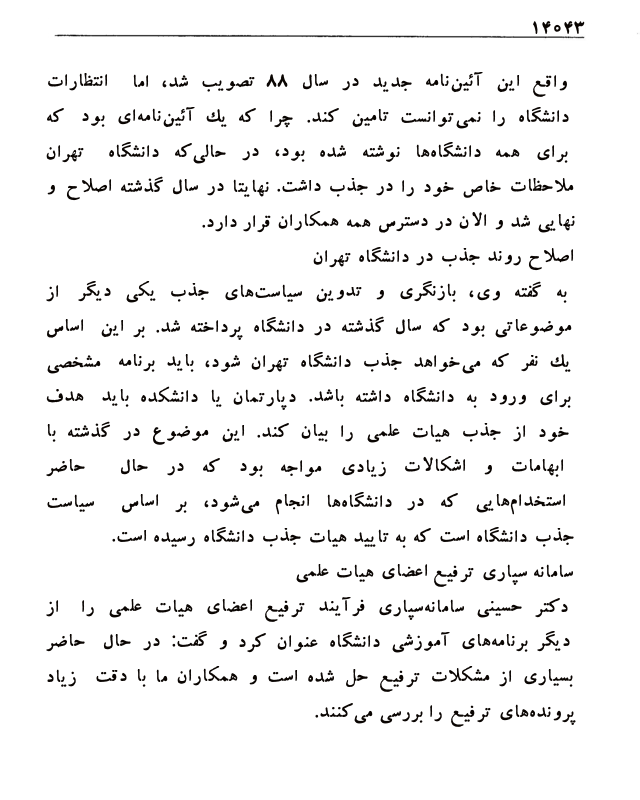 ۱۴۰۴۳
واقع این آئین‌نامه جدید در سال ۸۸ تصویب شد، اما انتظارات
دانشگاه را نمی‌توانست تامین کند. چرا که یك آئین‌نامه‌ای بود که
برای همه دانشگاه‌ها نوشته شده بود، در حالی‌که دانشگاه تهران
ملاحظات خاص خود را در جذب داشت. نهایتا در سال گذشته اصلاح و
نهایی شد و الان در دسترس همه همکاران قرار دارد.
اصلاح روند جذب در دانشگاه تهران
به گفته وی، بازنگری و تدوین سیاست‌های جذب یکی دیگر از
موضوعاتی بود که سال گذشته در دانشگاه پرداخته شد. بر این اساس
یك نفر که می‌خواهد جذب دانشگاه تهران شود، باید برنامه مشخصی
برای ورود به دانشگاه داشته باشد. دپارتمان یا دانشکده باید هدف
خود از جذب هیات علمی را بیان کند. این موضوع در گذشته با
ابهامات و اشکالات زیادی مواجه بود که در حال حاضر
استخدام‌هایی که در دانشگاه‌ها انجام می‌شود، بر اساس سیاست
جذب دانشگاه است که به تایید هیات جذب دانشگاه رسیده است.
سامانه سپاری ترفیع اعضای هیات علمی
دکتر حسینی سامانه‌سپاری فرآیند ترفیع اعضای هیات علمی را از
دیگر برنامه‌های آموزشی دانشگاه عنوان کرد و گفت: در حال حاضر
بسیاری از مشکلات ترفیع حل شده است و همکاران ما با دقت زیاد
پرونده‌های ترفیع را بررسی می‌کنند.